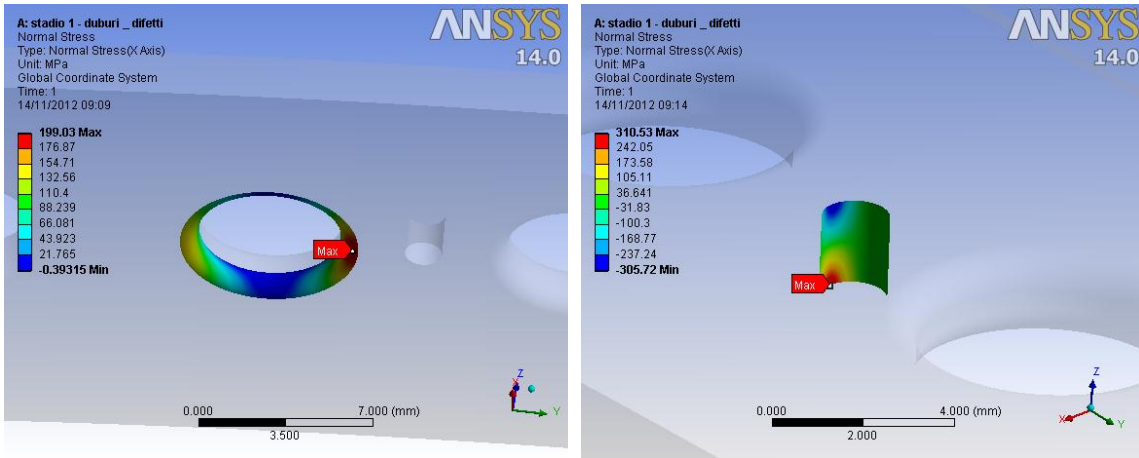 A: stadio 1 - duburi _ difetti
Normal Stress
Type: Normal Stress(X Axis)
Unit: MPa
Global Coordinate System
Time: 1
14/11/2012 09:09
ANSYS
14.0
199.03 Max
176.87
154.71
132.56
110.4
88.239
66.081
43.923
21.765
-0.39315 Min
Max
0.000
7.000 (mm)
3.500
Z
X
Y
A: stadio 1 - duburi _ difetti
Normal Stress
Type: Normal Stress(X Axis)
Unit: MPa
Global Coordinate System
Time: 1
14/11/2012 09:14
ANSYS
14.0
310.53 Max
242.05
173.58
105.11
36.641
-31.83
-100.3
-168.77
-237.24
-305.72 Min
Max
0.000
4.000 (mm)
2.000
Z
X
Y